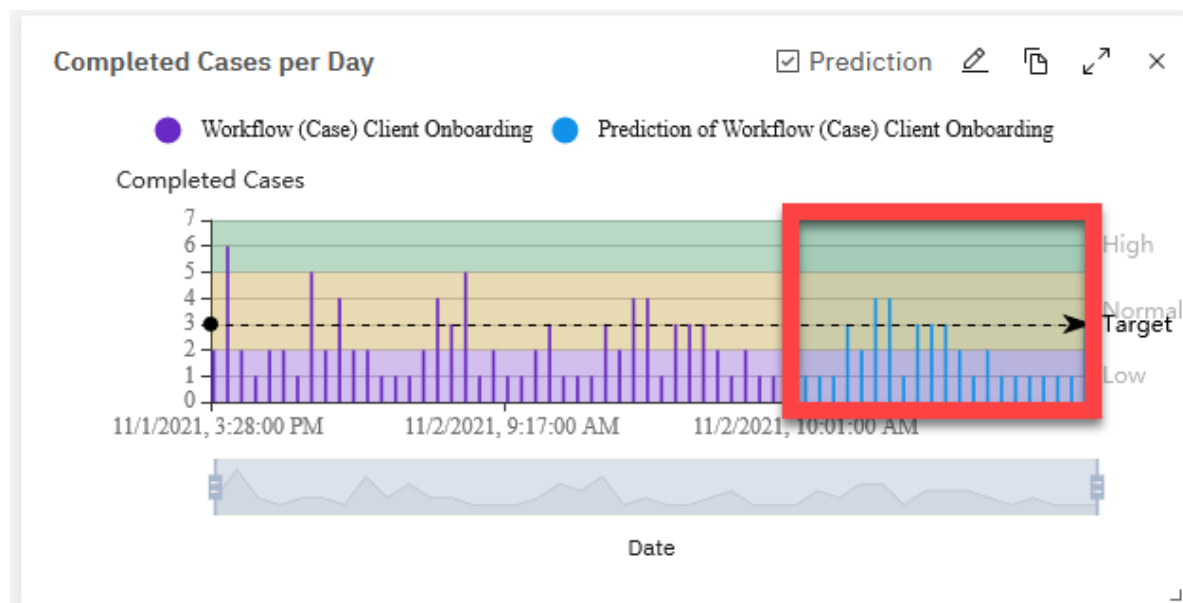 Completed Cases per Day
Prediction
Workflow (Case) Client Onboarding
Prediction of Workflow (Case) Client Onboarding
Completed Cases
7
6
5
4
3
2
1
0
High
Normal
Target
Low
11/1/2021, 3:28:00 PM
11/2/2021, 9:17:00 AM
11/2/2021, 10:01:00 AM
Date